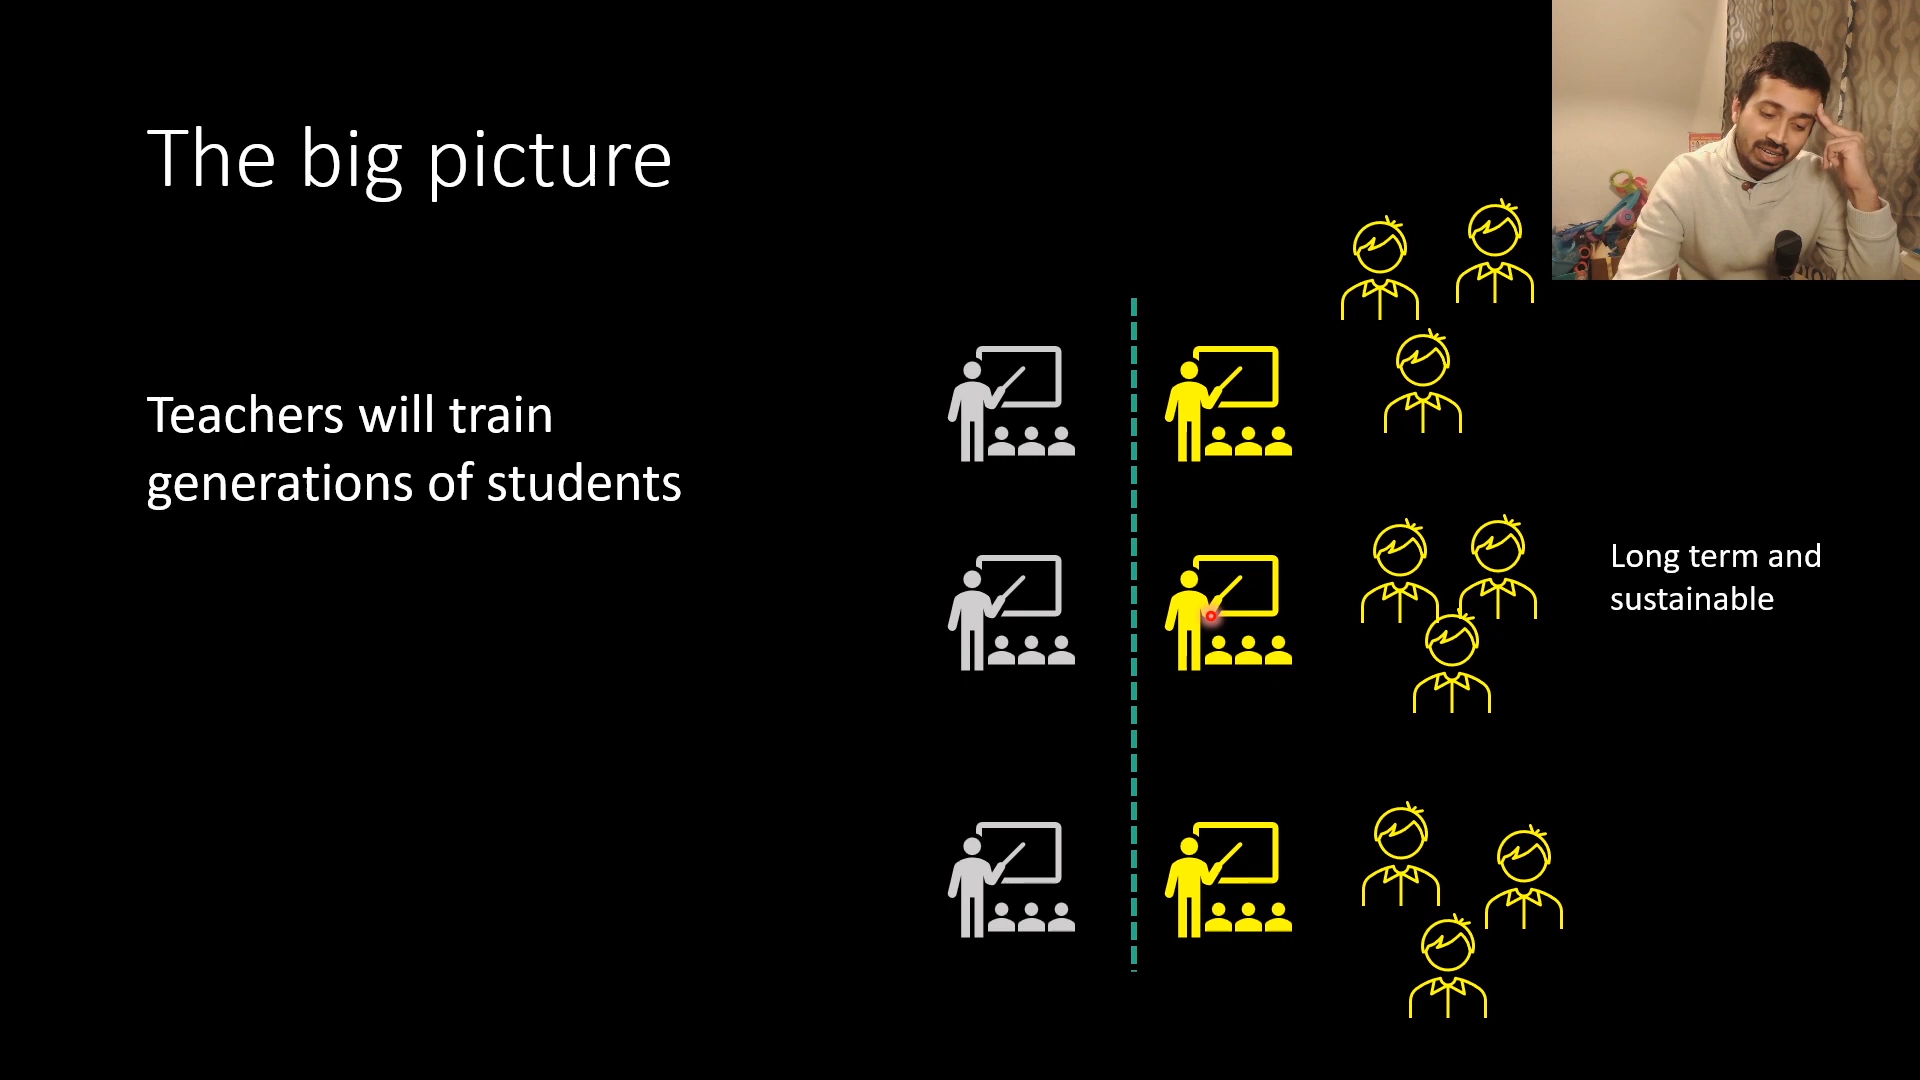 The big picture
Teachers will train
generations of students
Long term and
sustainable